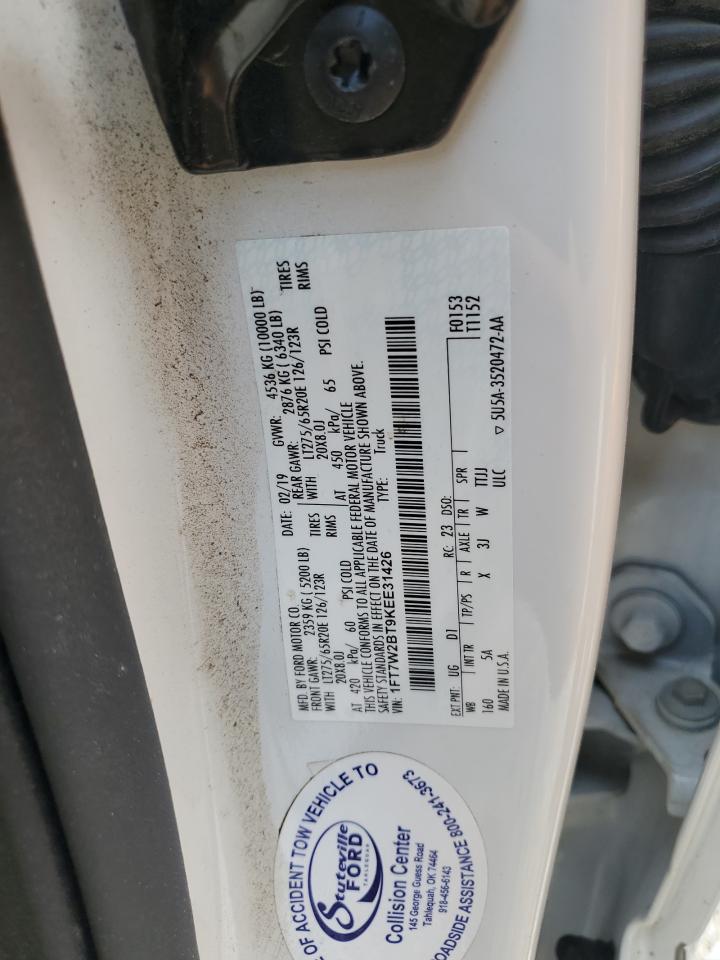 MFD. BY FORD MOTOR CO.
DATE: 02/19 GVWR: 4536 KG (10000 LB)
FRONT GAWR: 2359 KG ( 5200 LB) REAR GAWR: 2876 KG ( 6340 LB)
WITH LT275/65R20E 126/123R TIRES WITH LT275/65R20E 126/123R TIRES
20X8.0J RIMS 20X8.0J RIMS
AT 420 kPa/ 60 PSI COLD AT 450 kPa/ 65 PSI COLD
THIS VEHICLE CONFORMS TO ALL APPLICABLE FEDERAL MOTOR VEHICLE
SAFETY STANDARDS IN EFFECT ON THE DATE OF MANUFACTURE SHOWN ABOVE.
VIN: 1FT7W2BT9KEE31426 TYPE: Truck
F0153
T1152
EXT PNT: UG DJ RC: 23 DSO:
WB INT TR TP/PS R AXLE TR SPR
160 5A X 3J W TTJJ
MADE IN U.S.A. ULC ▽ 5U5A-3520472-AA
OF ACCIDENT TOW VEHICLE TO
Stuteville
FORD
TAHLEQUAH
Collision Center
145 George Guess Road
Tahlequah, OK 74464
918-456-6143
ROADSIDE ASSISTANCE 800-241-3673